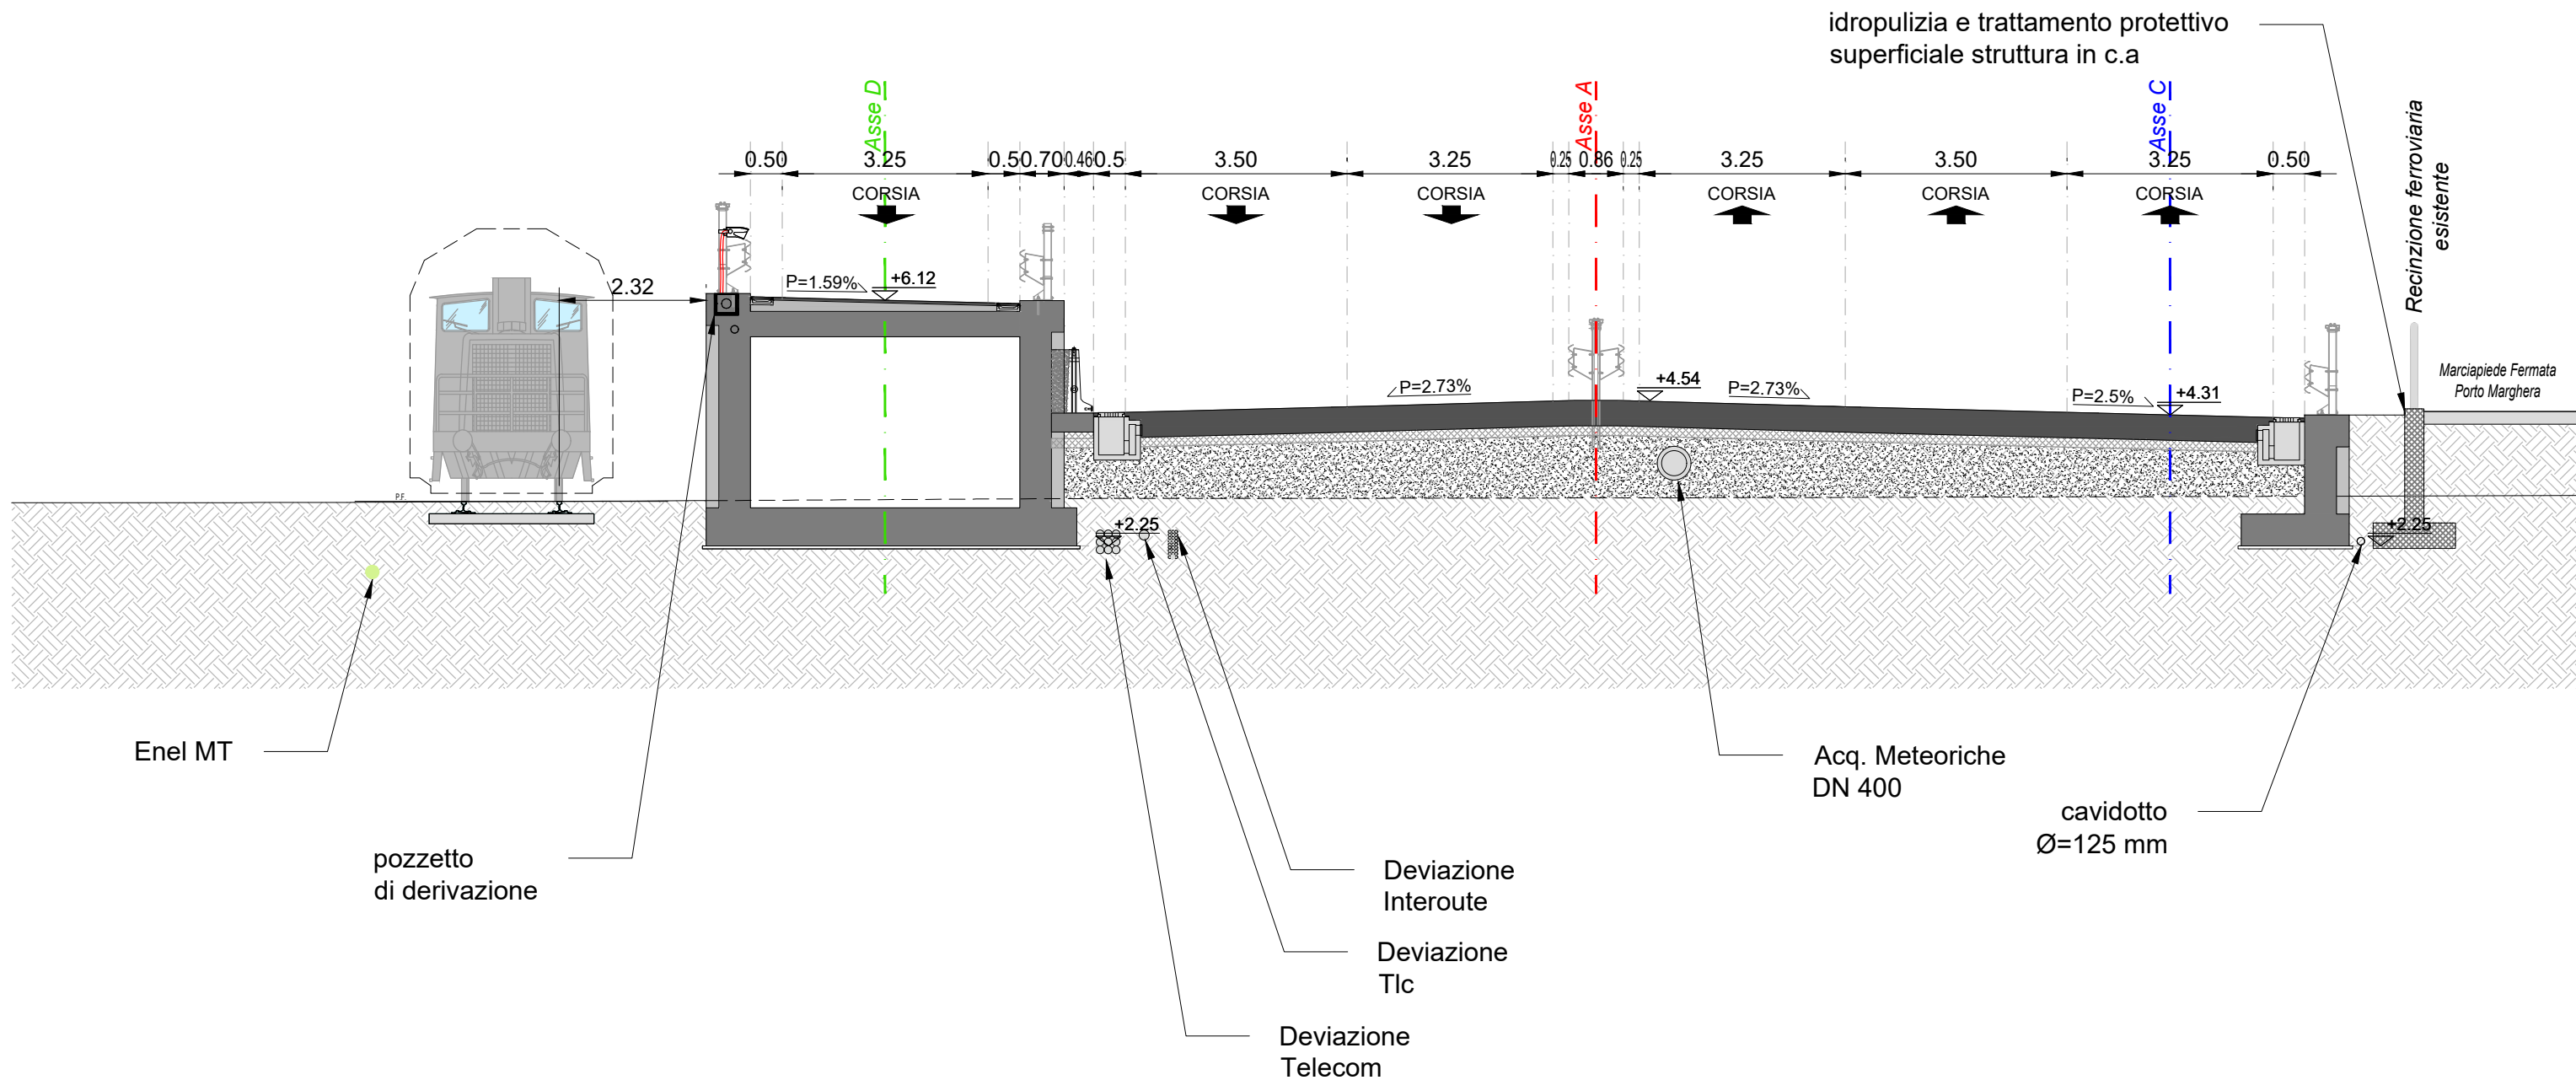 idropulizia e trattamento protettivo
superficiale struttura in c.a
Asse D
Asse A
Asse C
Recinzione ferroviaria
esistente
0.50 3.25 0.5 0.70 0.46 0.5 3.50 3.25 0.25 0.86 0.25 3.25 3.50 3.25 0.50
CORSIA CORSIA CORSIA CORSIA CORSIA CORSIA
2.32
P=1.59% +6.12
P=2.73%
+4.54
P=2.73%
P=2.5% +4.31
Marciapiede Fermata
Porto Marghera
P.F.
+2.25
+2.25
Enel MT
Acq. Meteoriche
DN 400
cavidotto
Ø=125 mm
pozzetto
di derivazione
Deviazione
Interoute
Deviazione
Tlc
Deviazione
Telecom